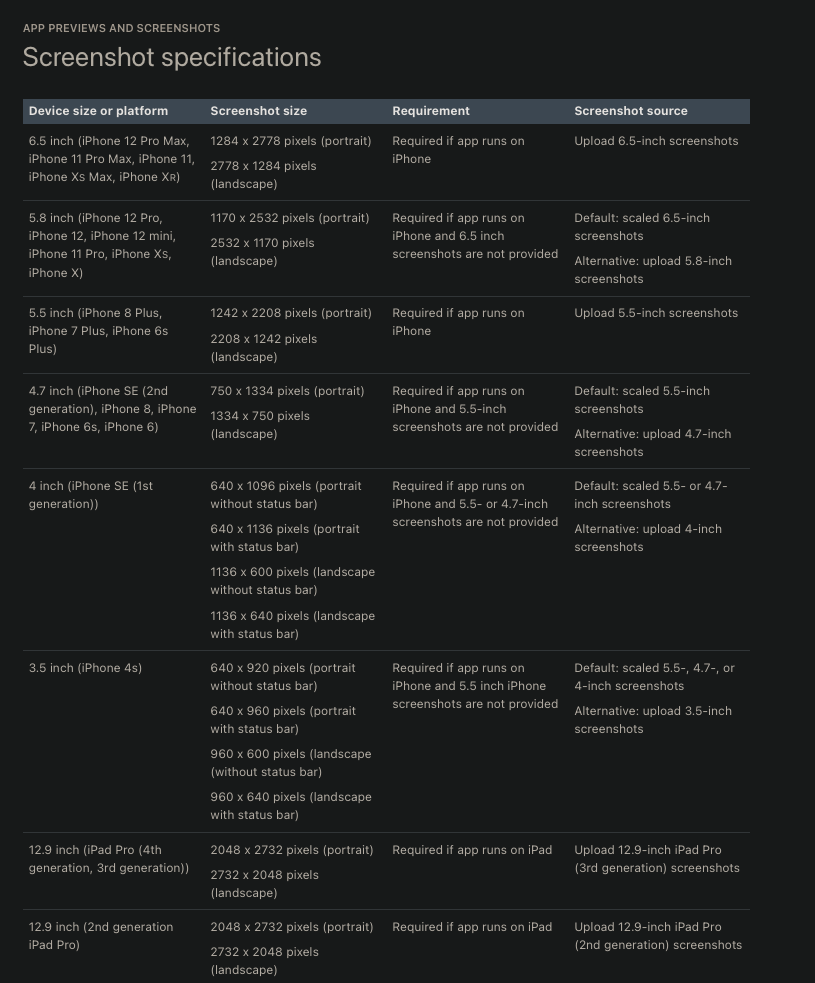 APP PREVIEWS AND SCREENSHOTS
Screenshot specifications
Device size or platform
Screenshot size
Requirement
Screenshot source
6.5 inch (iPhone 12 Pro Max,
iPhone 11 Pro Max, iPhone 11,
iPhone XS Max, iPhone XR)
1284 x 2778 pixels (portrait)
2778 x 1284 pixels
(landscape)
Required if app runs on
iPhone
Upload 6.5-inch screenshots
5.8 inch (iPhone 12 Pro,
iPhone 12, iPhone 12 mini,
iPhone 11 Pro, iPhone XS,
iPhone X)
1170 x 2532 pixels (portrait)
2532 x 1170 pixels
(landscape)
Required if app runs on
iPhone and 6.5 inch
screenshots are not provided
Default: scaled 6.5-inch
screenshots
Alternative: upload 5.8-inch
screenshots
5.5 inch (iPhone 8 Plus,
iPhone 7 Plus, iPhone 6s
Plus)
1242 x 2208 pixels (portrait)
2208 x 1242 pixels
(landscape)
Required if app runs on
iPhone
Upload 5.5-inch screenshots
4.7 inch (iPhone SE (2nd
generation), iPhone 8, iPhone
7, iPhone 6s, iPhone 6)
750 x 1334 pixels (portrait)
1334 x 750 pixels
(landscape)
Required if app runs on
iPhone and 5.5-inch
screenshots are not provided
Default: scaled 5.5-inch
screenshots
Alternative: upload 4.7-inch
screenshots
4 inch (iPhone SE (1st
generation))
640 x 1096 pixels (portrait
without status bar)
640 x 1136 pixels (portrait
with status bar)
1136 x 600 pixels (landscape
without status bar)
1136 x 640 pixels (landscape
with status bar)
Required if app runs on
iPhone and 5.5- or 4.7-inch
screenshots are not provided
Default: scaled 5.5- or 4.7-
inch screenshots
Alternative: upload 4-inch
screenshots
3.5 inch (iPhone 4s)
640 x 920 pixels (portrait
without status bar)
640 x 960 pixels (portrait
with status bar)
960 x 600 pixels (landscape
(without status bar)
960 x 640 pixels (landscape
with status bar)
Required if app runs on
iPhone and 5.5 inch iPhone
screenshots are not provided
Default: scaled 5.5-, 4.7-, or
4-inch screenshots
Alternative: upload 3.5-inch
screenshots
12.9 inch (iPad Pro (4th
generation, 3rd generation))
2048 x 2732 pixels (portrait)
2732 x 2048 pixels
(landscape)
Required if app runs on iPad
Upload 12.9-inch iPad Pro
(3rd generation) screenshots
12.9 inch (2nd generation
iPad Pro)
2048 x 2732 pixels (portrait)
2732 x 2048 pixels
(landscape)
Required if app runs on iPad
Upload 12.9-inch iPad Pro
(2nd generation) screenshots